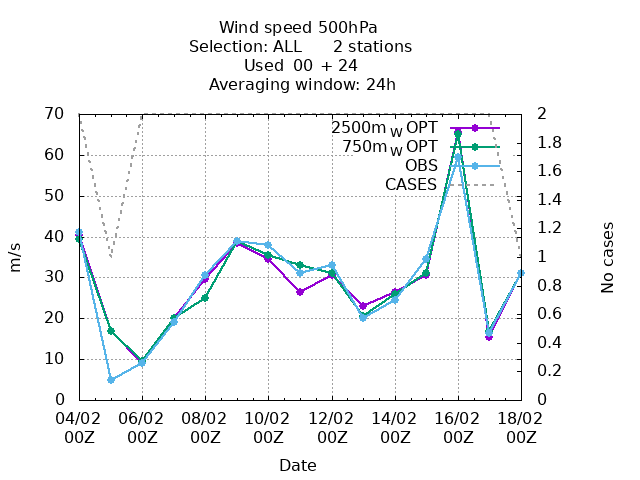 Wind speed 500hPa
Selection: ALL 2 stations
Used 00 + 24
Averaging window: 24h
2500m W OPT
750m W OPT
OBS
CASES
70
60
50
40
30
20
10
0
2
1.8
1.6
1.4
1.2
1
0.8
0.6
0.4
0.2
0
m/s
No cases
04/02 06/02 08/02 10/02 12/02 14/02 16/02 18/02
00Z 00Z 00Z 00Z 00Z 00Z 00Z 00Z
Date